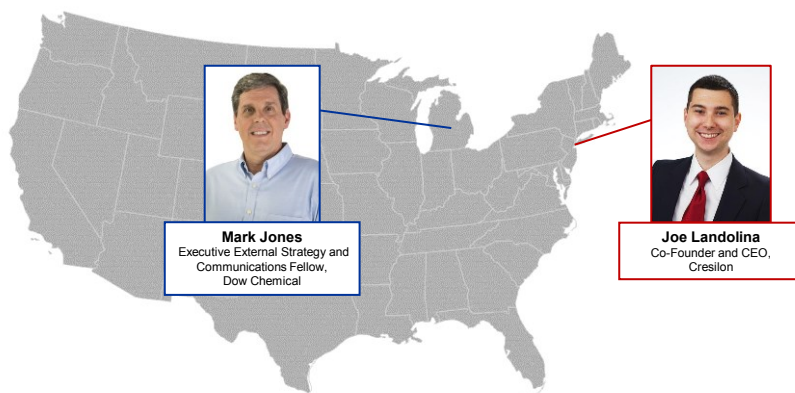 Mark Jones
Executive External Strategy and
Communications Fellow,
Dow Chemical
Joe Landolina
Co-Founder and CEO,
Cresilon